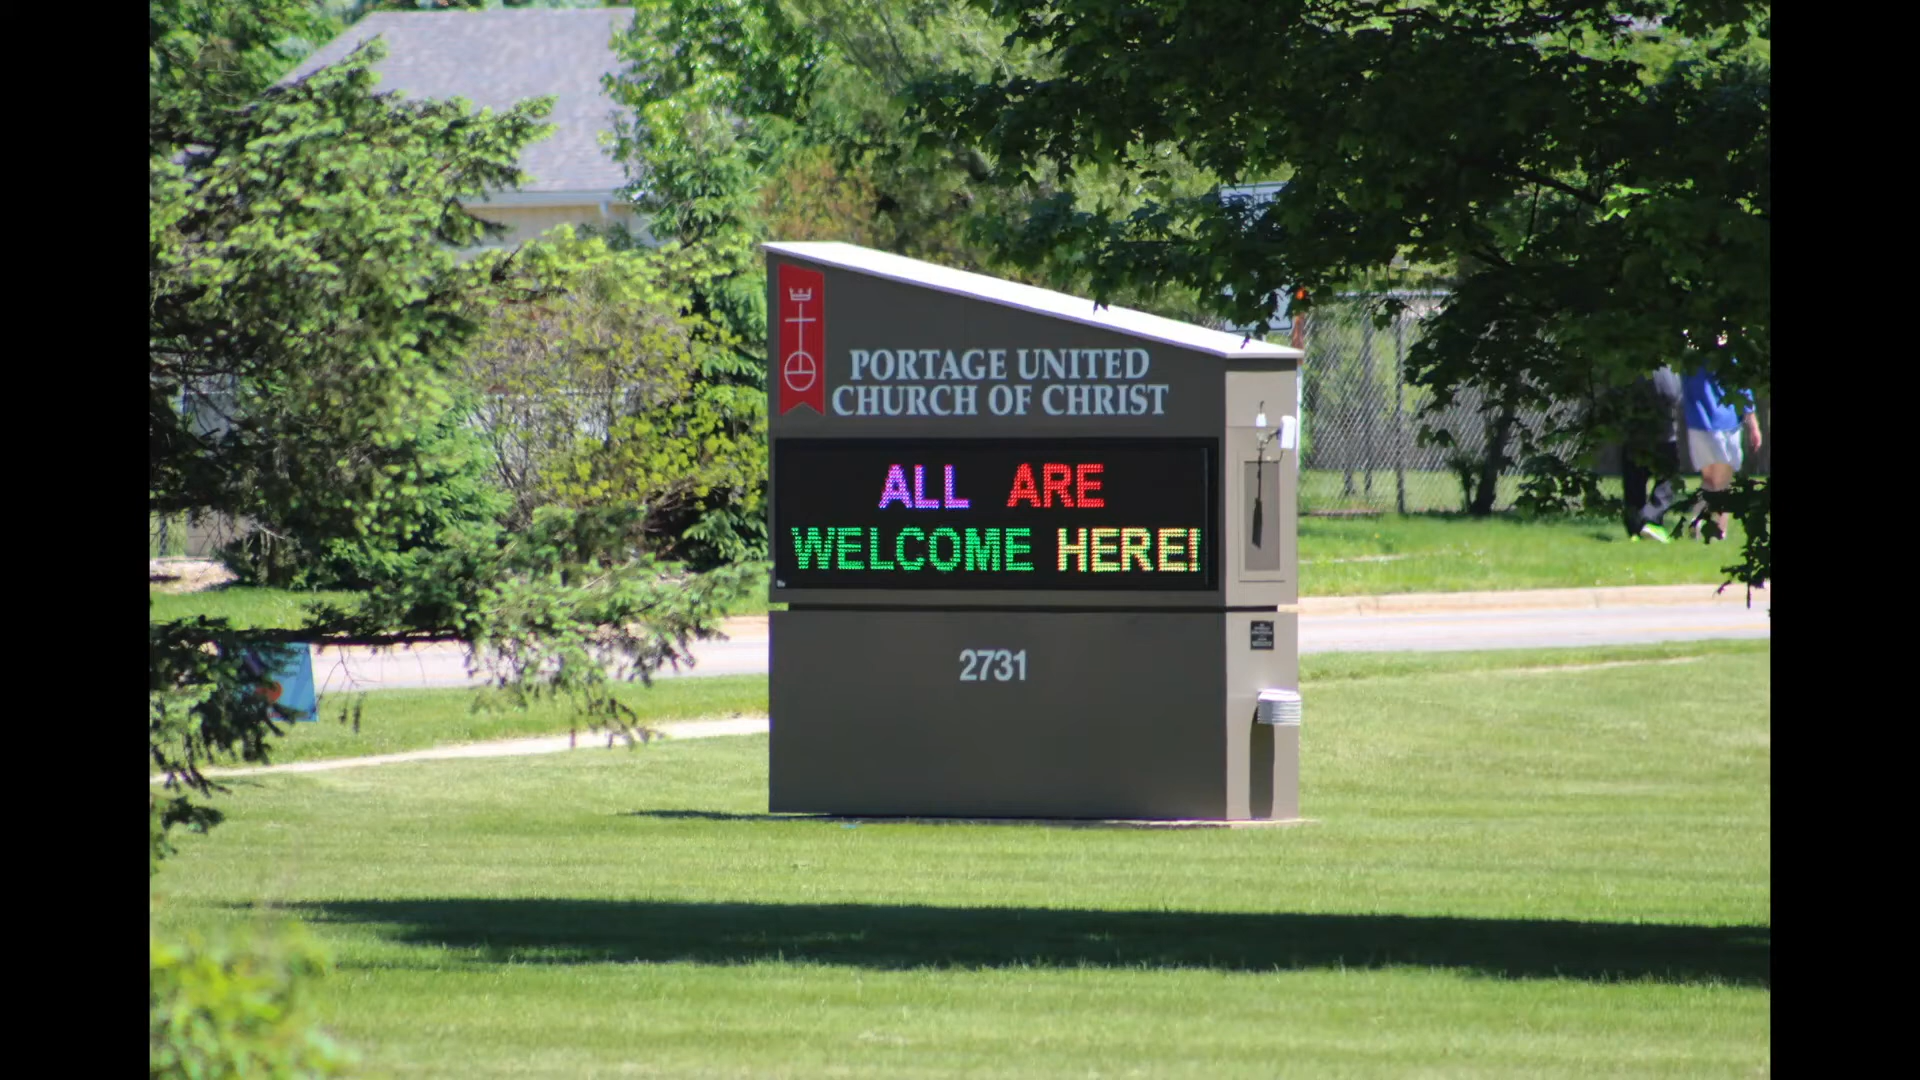 PORTAGE UNITED
CHURCH OF CHRIST
ALL ARE
WELCOME HERE!
2731